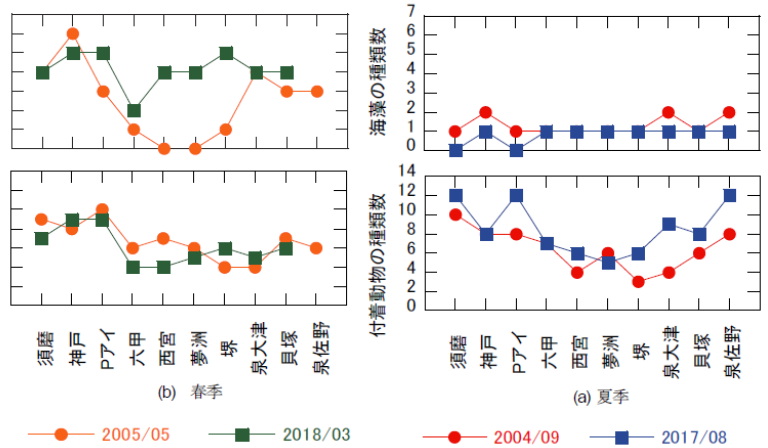 7
6
5
4
3
2
1
0
海藻の種類数
14
12
10
8
6
4
2
0
付着動物の種類数
須磨
神戸
Pアイ
六甲
西宮
夢洲
堺
泉大津
貝塚
泉佐野
(b) 春季
須磨
神戸
Pアイ
六甲
西宮
夢洲
堺
泉大津
貝塚
泉佐野
(a) 夏季
2005/05
2018/03
2004/09
2017/08